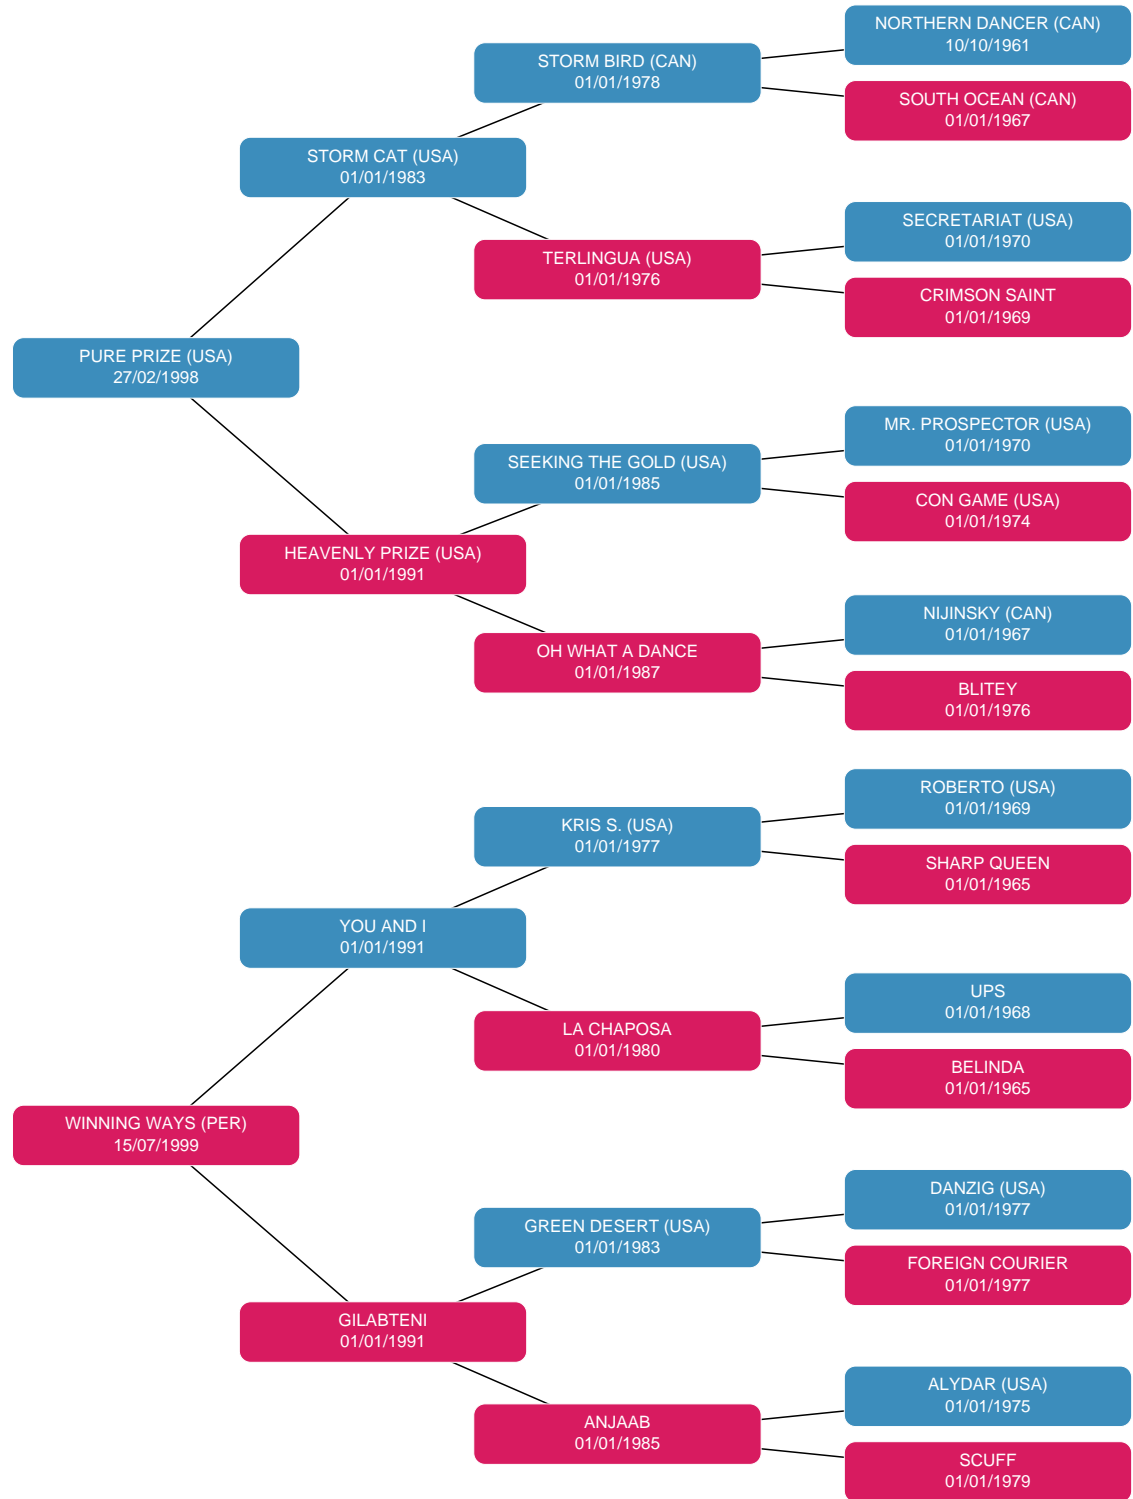 NORTHERN DANCER (CAN)
10/10/1961
STORM BIRD (CAN)
01/01/1978
SOUTH OCEAN (CAN)
01/01/1967
STORM CAT (USA)
01/01/1983
SECRETARIAT (USA)
01/01/1970
TERLINGUA (USA)
01/01/1976
CRIMSON SAINT
01/01/1969
PURE PRIZE (USA)
27/02/1998
MR. PROSPECTOR (USA)
01/01/1970
SEEKING THE GOLD (USA)
01/01/1985
CON GAME (USA)
01/01/1974
HEAVENLY PRIZE (USA)
01/01/1991
NIJINSKY (CAN)
01/01/1967
OH WHAT A DANCE
01/01/1987
BLITEY
01/01/1976
ROBERTO (USA)
01/01/1969
KRIS S. (USA)
01/01/1977
SHARP QUEEN
01/01/1965
YOU AND I
01/01/1991
UPS
01/01/1968
LA CHAPOSA
01/01/1980
BELINDA
01/01/1965
WINNING WAYS (PER)
15/07/1999
DANZIG (USA)
01/01/1977
GREEN DESERT (USA)
01/01/1983
FOREIGN COURIER
01/01/1977
GILABTENI
01/01/1991
ALYDAR (USA)
01/01/1975
ANJAAB
01/01/1985
SCUFF
01/01/1979